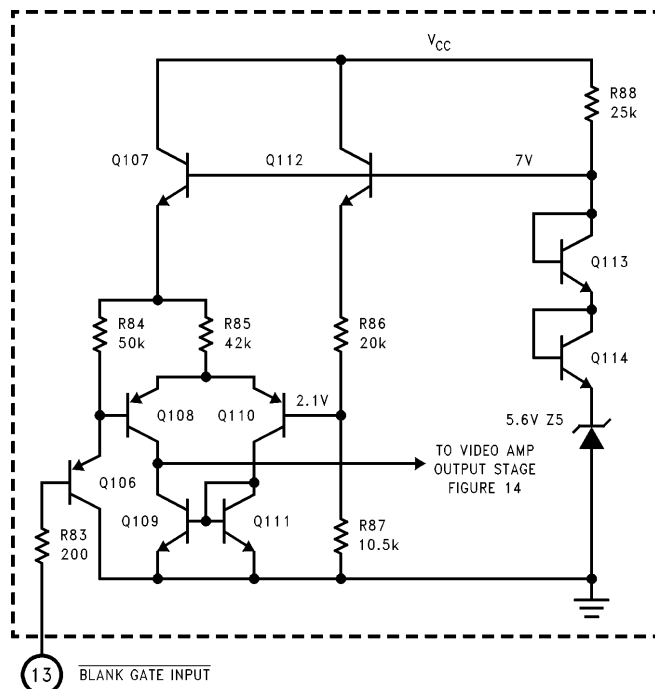 VCC
R88
25k
Q107
Q112
7V
Q113
R84
50k
R85
42k
R86
20k
Q114
Q108
Q110
2.1V
5.6V Z5
TO VIDEO AMP
OUTPUT STAGE
FIGURE 14
Q106
Q109
Q111
R83
200
R87
10.5k
13
BLANK GATE INPUT